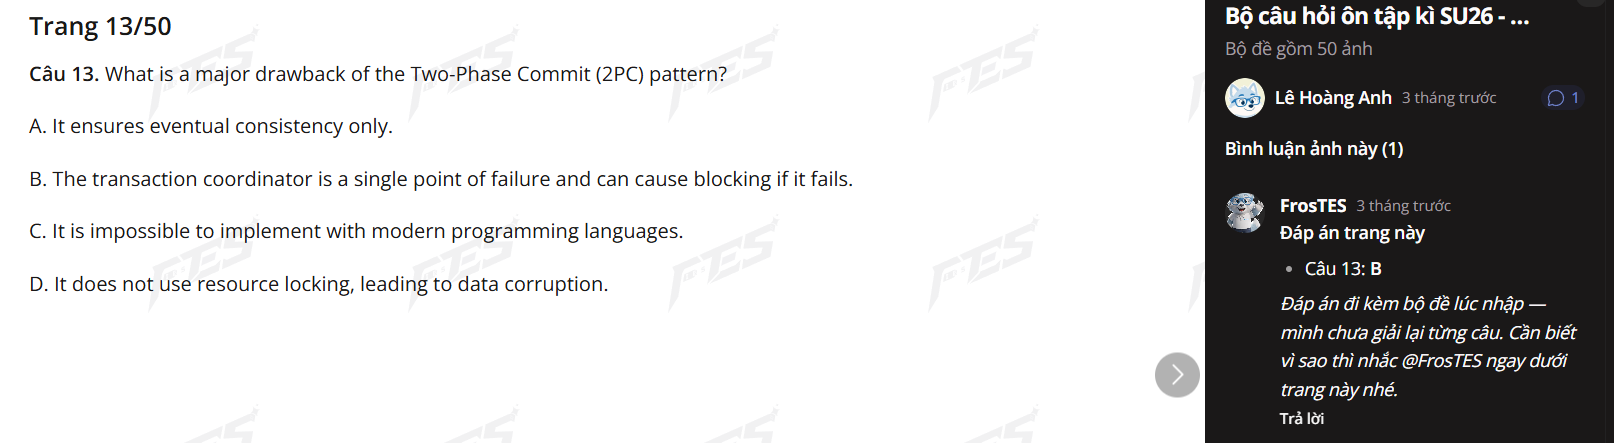 Trang 13/50
Câu 13. What is a major drawback of the Two-Phase Commit (2PC) pattern?
A. It ensures eventual consistency only.
B. The transaction coordinator is a single point of failure and can cause blocking if it fails.
C. It is impossible to implement with modern programming languages.
D. It does not use resource locking, leading to data corruption.
Bộ câu hỏi ôn tập kì SU26 - ...
Bộ đề gồm 50 ảnh
Lê Hoàng Anh 3 tháng trước 1
Bình luận ảnh này (1)
FrosTES 3 tháng trước
Đáp án trang này
• Câu 13: B
Đáp án đi kèm bộ đề lúc nhập —
mình chưa giải lại từng câu. Cần biết
vì sao thì nhắc @FrosTES ngay dưới
trang này nhé.
Trả lời